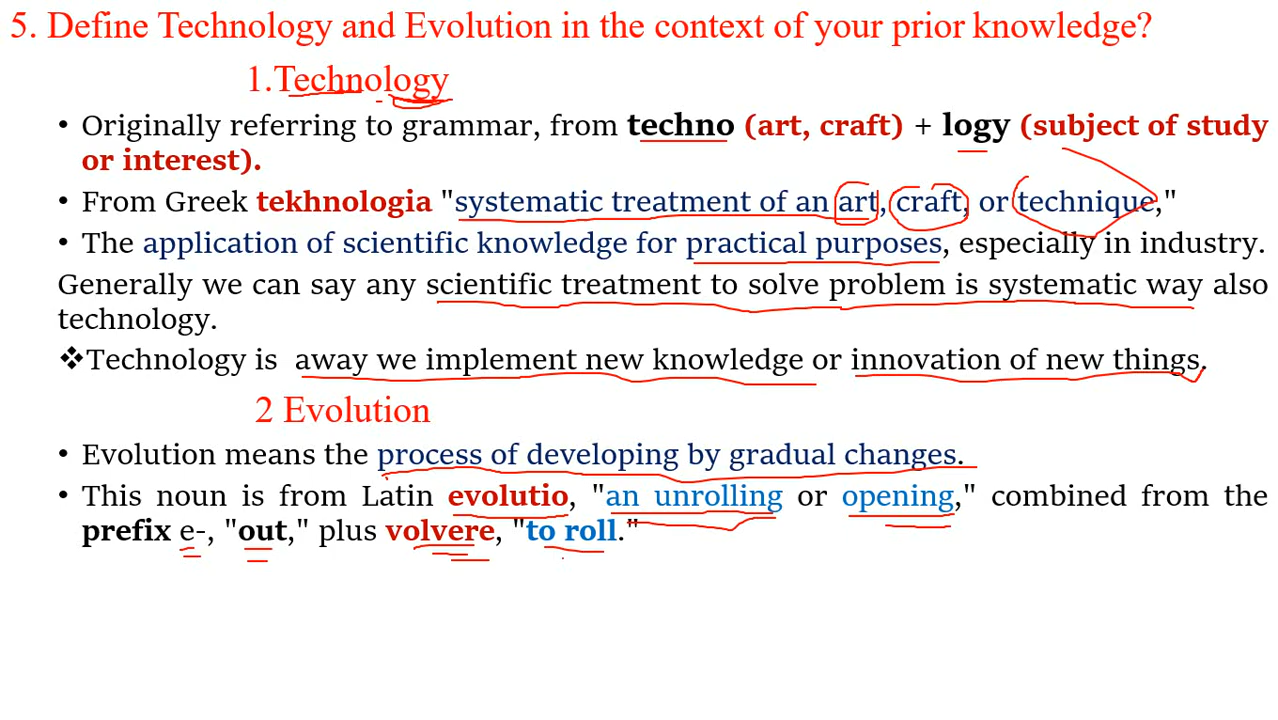 5. Define Technology and Evolution in the context of your prior knowledge?
1.Technology
• Originally referring to grammar, from techno (art, craft) + logy (subject of study
or interest).
• From Greek tekhnologia "systematic treatment of an art, craft, or technique,"
• The application of scientific knowledge for practical purposes, especially in industry.
Generally we can say any scientific treatment to solve problem is systematic way also
technology.
❖Technology is away we implement new knowledge or innovation of new things.
2 Evolution
• Evolution means the process of developing by gradual changes.
• This noun is from Latin evolutio, "an unrolling or opening," combined from the
prefix e-, "out," plus volvere, "to roll."